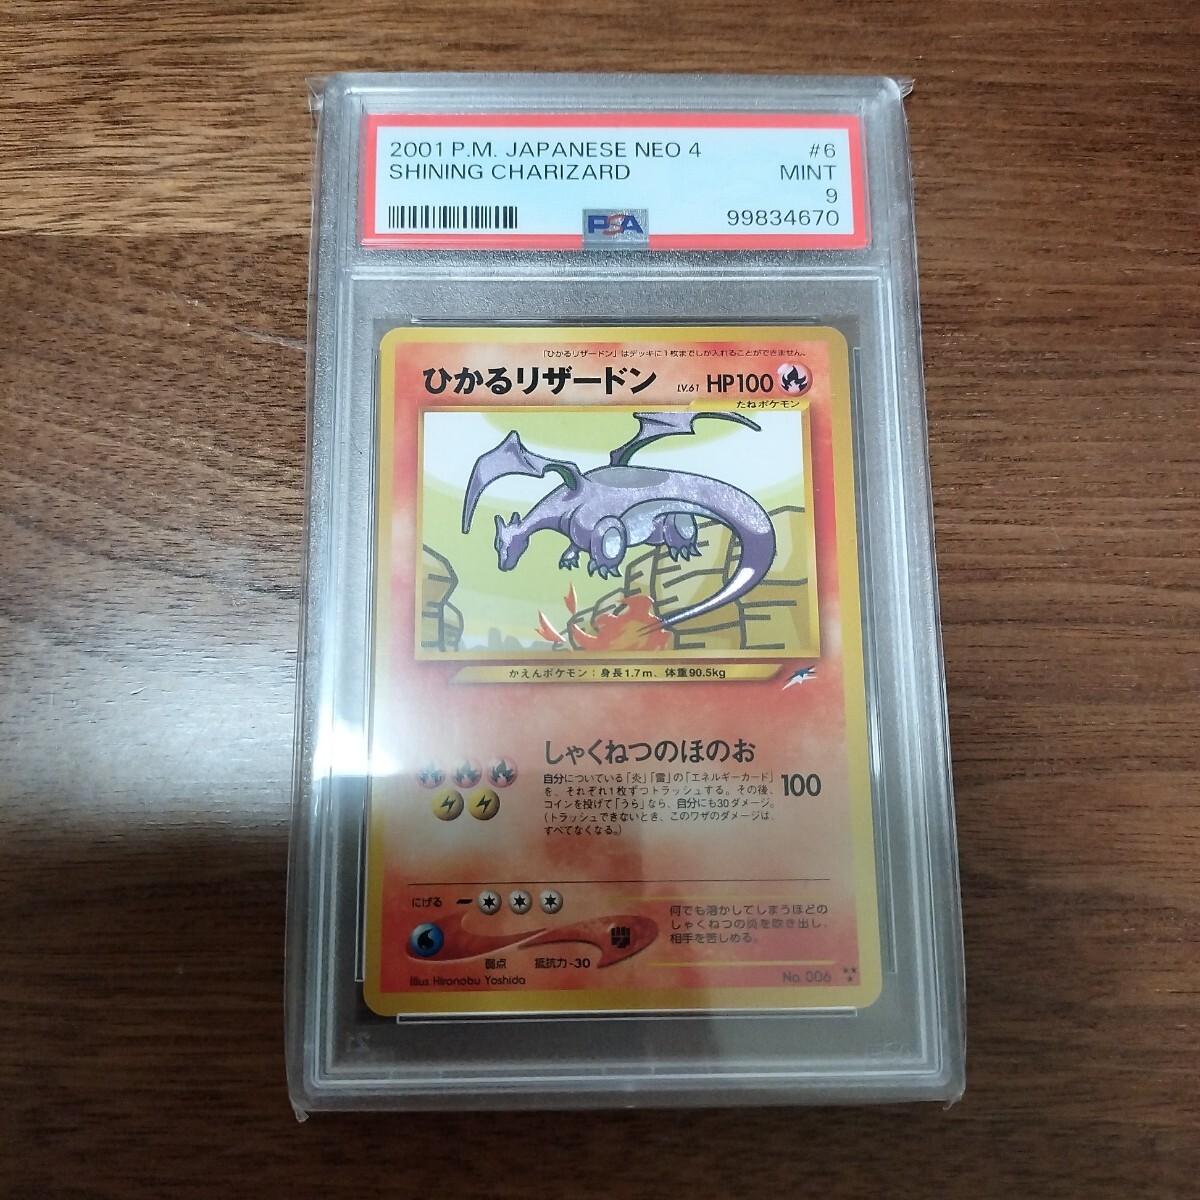 2001 P.M. JAPANESE NEO 4 #6
SHINING CHARIZARD MINT
9
PSA 99834670
「ひかるリザードン」はデッキに1枚までしか入れることができません。
ひかるリザードン LV.61 HP100
たねポケモン
かえんポケモン：身長1.7m、体重90.5kg
しゃくねつのほのお
自分についている「炎」「雷」の「エネルギーカード」
を、それぞれ1枚ずつトラッシュする。その後、
コインを投げて「うら」なら、自分にも30ダメージ。
（トラッシュできないとき、このワザのダメージは、
すべてなくなる。）
100
にげる
弱点 抵抗力 -30
何でも溶かしてしまうほどの
しゃくねつの炎を吹き出し、
相手を苦しめる。
Illus. Hironobu Yoshida No. 006